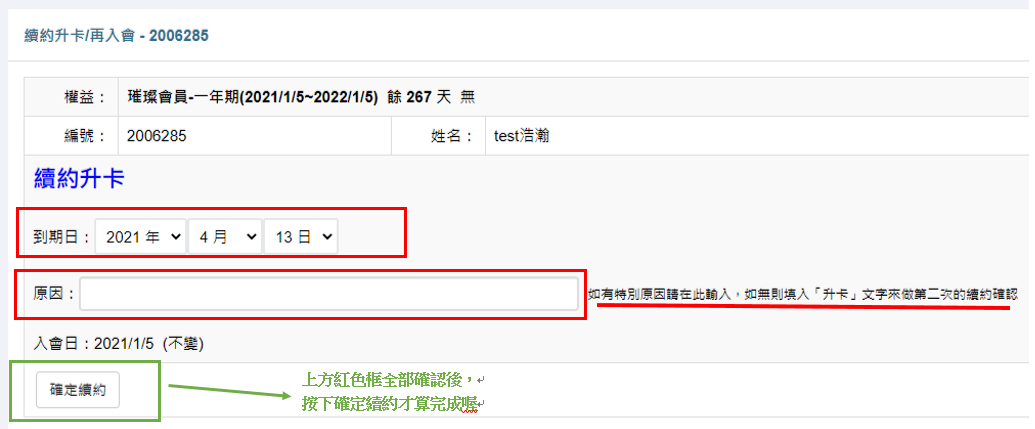 續約升卡/再入會 - 2006285
權益： 璀璨會員-一年期(2021/1/5~2022/1/5) 餘 267 天 無
編號： 2006285 姓名： test浩瀚
續約升卡
到期日：2021 年 4 月 13 日
原因： 如有特別原因請在此輸入，如無則填入「升卡」文字來做第二次的續約確認
入會日：2021/1/5 (不變)
確定續約
上方紅色框全部確認後，
按下確定續約才算完成喔